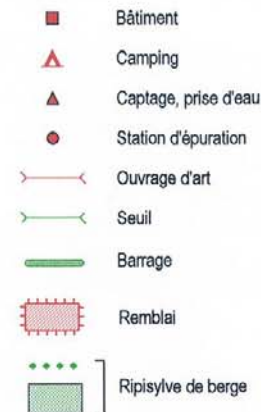 Bâtiment
Camping
Captage, prise d'eau
Station d'épuration
Ouvrage d'art
Seuil
Barrage
Remblai
Ripisylve de berge